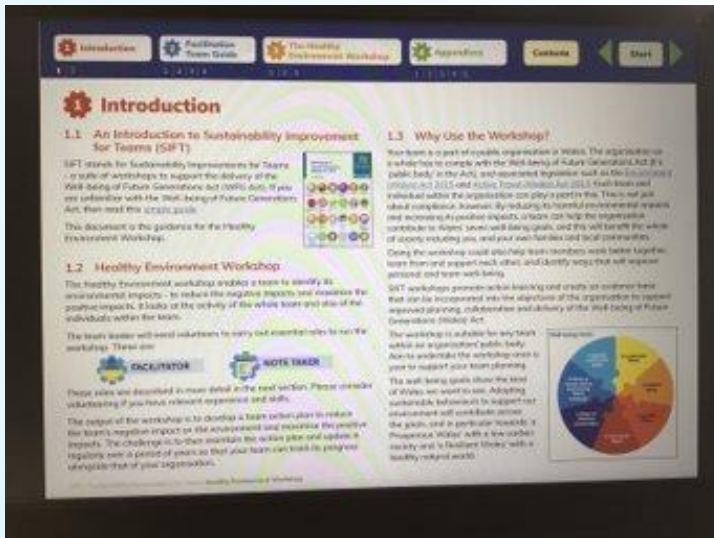 1 Introduction
2 Facilitation
Team Guide
3 The Healthy
Environment Workshop
4 Appendices
Contents
Start
1 Introduction
1.1 An Introduction to Sustainability Improvement
for Teams (SIFT)
SIFT stands for Sustainability Improvements for Teams
- a suite of workshops to support the delivery of the
Well-being of Future Generations Act (WFG Act). If you
are unfamiliar with the Well-being of Future Generations
Act, then read this simple guide.
This document is the guidance for the Healthy
Environment Workshop.
1.2 Healthy Environment Workshop
The Healthy Environment workshop enables a team to identify its
environmental impacts - to reduce the negative impacts and maximise the
positive impacts. It looks at the activity of the whole team and also of the
individuals within the team.
The team leader will send volunteers to carry out essential roles to run the
workshop. These are:
FACILITATOR
NOTE TAKER
These roles are described in more detail in the next section. Please consider
volunteering if you have relevant experience and skills.
The output of the workshop is to develop a team action plan to reduce
the team's negative impact on the environment and maximise the positive
impacts. The challenge is to then maintain the action plan and update it
regularly over a period of years so that your team can track its progress
alongside that of your organisation.
1.3 Why Use the Workshop?
Your team is a part of a public organisation in Wales. The organisation as
a whole has to comply with the Well-being of Future Generations Act (it's
'public body' in the Act), and associated legislation such as the Environment
(Wales) Act 2015 and Active Travel (Wales) Act 2013. Each team and
individual within the organisation can play a part in this. This is not just
about compliance, however. By reducing its harmful environmental impacts
and increasing its positive impacts, a team can help the organisation
contribute to Wales' seven well-being goals, and this will benefit the whole
of society including you, and your own families and local communities.
Doing the workshop could also help team members work better together,
learn from and support each other, and identify ways that will improve
personal and team well-being.
SIFT workshops promote action learning and create an evidence base
that can be incorporated into the objectives of the organisation to support
improved planning, collaboration and delivery of the Well-being of Future
Generations (Wales) Act.
The workshop is suitable for any team
within an organisation/ public body.
Aim to undertake the workshop once a
year to support your team planning.
The well-being goals show the kind
of Wales we want to see. Adopting
sustainable behaviours to support our
environment will contribute across
the goals, and in particular towards a
'Prosperous Wales' with a low carbon
society and 'a Resilient Wales' with a
healthy natural world.
Healthy Environment Workshop